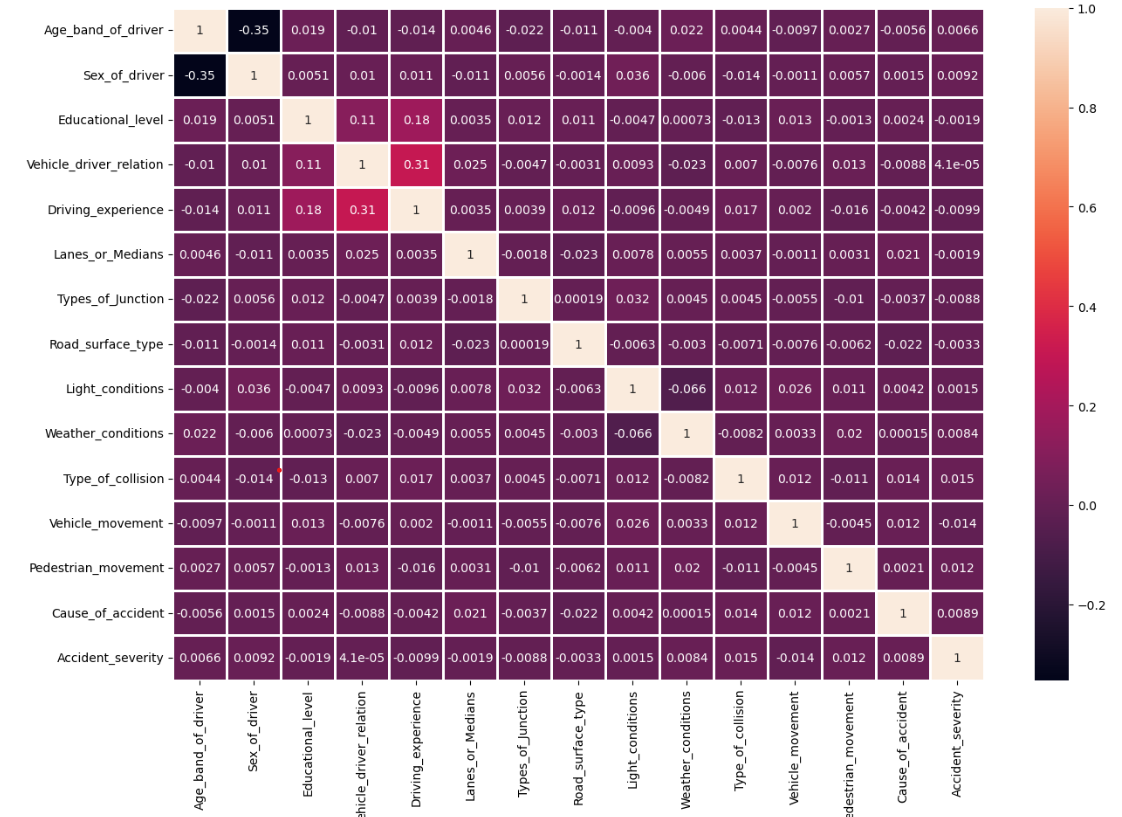 Age_band_of_driver 1 -0.35 0.019 -0.01 -0.014 0.0046 -0.022 -0.011 -0.004 0.022 0.0044 -0.0097 0.0027 -0.0056 0.0066
Sex_of_driver -0.35 1 0.0051 0.01 0.011 -0.011 0.0056 -0.0014 0.036 -0.006 -0.014 -0.0011 0.0057 0.0015 0.0092
Educational_level 0.019 0.0051 1 0.11 0.18 0.0035 0.012 0.011 -0.0047 0.00073 -0.013 0.013 -0.0013 0.0024 -0.0019
Vehicle_driver_relation -0.01 0.01 0.11 1 0.31 0.025 -0.0047 -0.0031 0.0093 -0.023 0.007 -0.0076 0.013 -0.0088 4.1e-05
Driving_experience -0.014 0.011 0.18 0.31 1 0.0035 0.0039 0.012 -0.0096 -0.0049 0.017 0.002 -0.016 -0.0042 -0.0099
Lanes_or_Medians 0.0046 -0.011 0.0035 0.025 0.0035 1 -0.0018 -0.023 0.0078 0.0055 0.0037 -0.0011 0.0031 0.021 -0.0019
Types_of_Junction -0.022 0.0056 0.012 -0.0047 0.0039 -0.0018 1 0.00019 0.032 0.0045 0.0045 -0.0055 -0.01 -0.0037 -0.0088
Road_surface_type -0.011 -0.0014 0.011 -0.0031 0.012 -0.023 0.00019 1 -0.0063 -0.003 -0.0071 -0.0076 -0.0062 -0.022 -0.0033
Light_conditions -0.004 0.036 -0.0047 0.0093 -0.0096 0.0078 0.032 -0.0063 1 -0.066 0.012 0.026 0.011 0.0042 0.0015
Weather_conditions 0.022 -0.006 0.00073 -0.023 -0.0049 0.0055 0.0045 -0.003 -0.066 1 -0.0082 0.0033 0.02 0.00015 0.0084
Type_of_collision 0.0044 -0.014 -0.013 0.007 0.017 0.0037 0.0045 -0.0071 0.012 -0.0082 1 0.012 -0.011 0.014 0.015
Vehicle_movement -0.0097 -0.0011 0.013 -0.0076 0.002 -0.0011 -0.0055 -0.0076 0.026 0.0033 0.012 1 -0.0045 0.012 -0.014
Pedestrian_movement 0.0027 0.0057 -0.0013 0.013 -0.016 0.0031 -0.01 -0.0062 0.011 0.02 -0.011 -0.0045 1 0.0021 0.012
Cause_of_accident -0.0056 0.0015 0.0024 -0.0088 -0.0042 0.021 -0.0037 -0.022 0.0042 0.00015 0.014 0.012 0.0021 1 0.0089
Accident_severity 0.0066 0.0092 -0.0019 4.1e-05 -0.0099 -0.0019 -0.0088 -0.0033 0.0015 0.0084 0.015 -0.014 0.012 0.0089 1
Age_band_of_driver
Sex_of_driver
Educational_level
ehicle_driver_relation
Driving_experience
Lanes_or_Medians
Types_of_Junction
Road_surface_type
Light_conditions
Weather_conditions
Type_of_collision
Vehicle_movement
edestrian_movement
Cause_of_accident
Accident_severity
1.0
0.8
0.6
0.4
0.2
0.0
−0.2